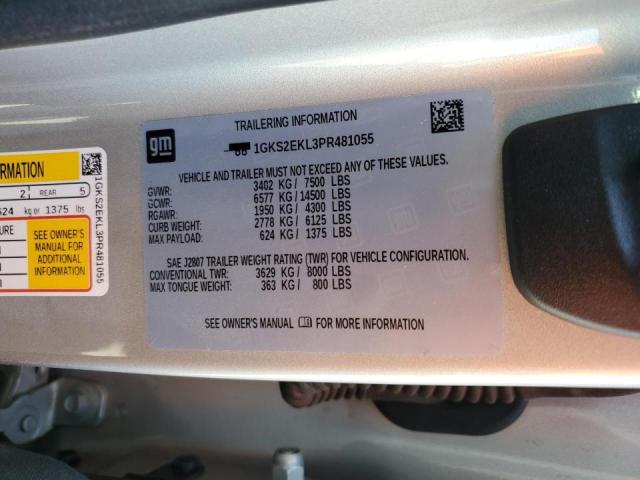 TRAILERING INFORMATION
gm
1GKS2EKL3PR481055
VEHICLE AND TRAILER MUST NOT EXCEED ANY OF THESE VALUES.
GVWR: 3402 KG / 7500 LBS
GCWR: 6577 KG / 14500 LBS
RGAWR: 1950 KG / 4300 LBS
CURB WEIGHT: 2778 KG / 6125 LBS
MAX PAYLOAD: 624 KG / 1375 LBS
SAE J2807 TRAILER WEIGHT RATING (TWR) FOR VEHICLE CONFIGURATION.
CONVENTIONAL TWR: 3629 KG / 8000 LBS
MAX TONGUE WEIGHT: 363 KG / 800 LBS
SEE OWNER'S MANUAL FOR MORE INFORMATION
2 REAR 5
624 kg or 1375 lbs
SEE OWNER'S
MANUAL FOR
ADDITIONAL
INFORMATION
1GKS2EKL3PR481055